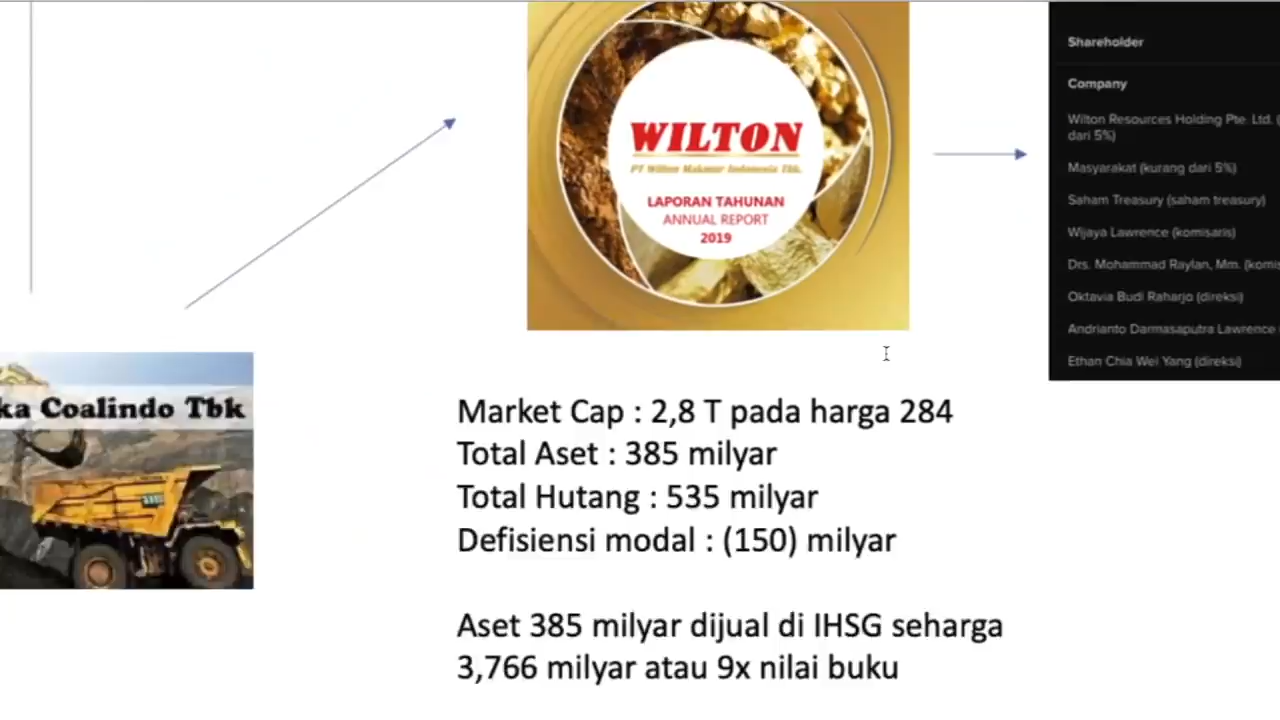 WILTON
PT Wilton Makmur Indonesia Tbk.
LAPORAN TAHUNAN
ANNUAL REPORT
2019
Shareholder
Company
Wilton Resources Holding Pte. Ltd. (
dari 5%)
Masyarakat (kurang dari 5%)
Saham Treasury (saham treasury)
Wijaya Lawrence (komisaris)
Drs. Mohammad Raylan, Mm. (komis
Oktavia Budi Raharjo (direksi)
Andrianto Darmasaputra Lawrence
Ethan Chia Wei Yang (direksi)
ka Coalindo Tbk
Market Cap : 2,8 T pada harga 284
Total Aset : 385 milyar
Total Hutang : 535 milyar
Defisiensi modal : (150) milyar
Aset 385 milyar dijual di IHSG seharga
3,766 milyar atau 9x nilai buku